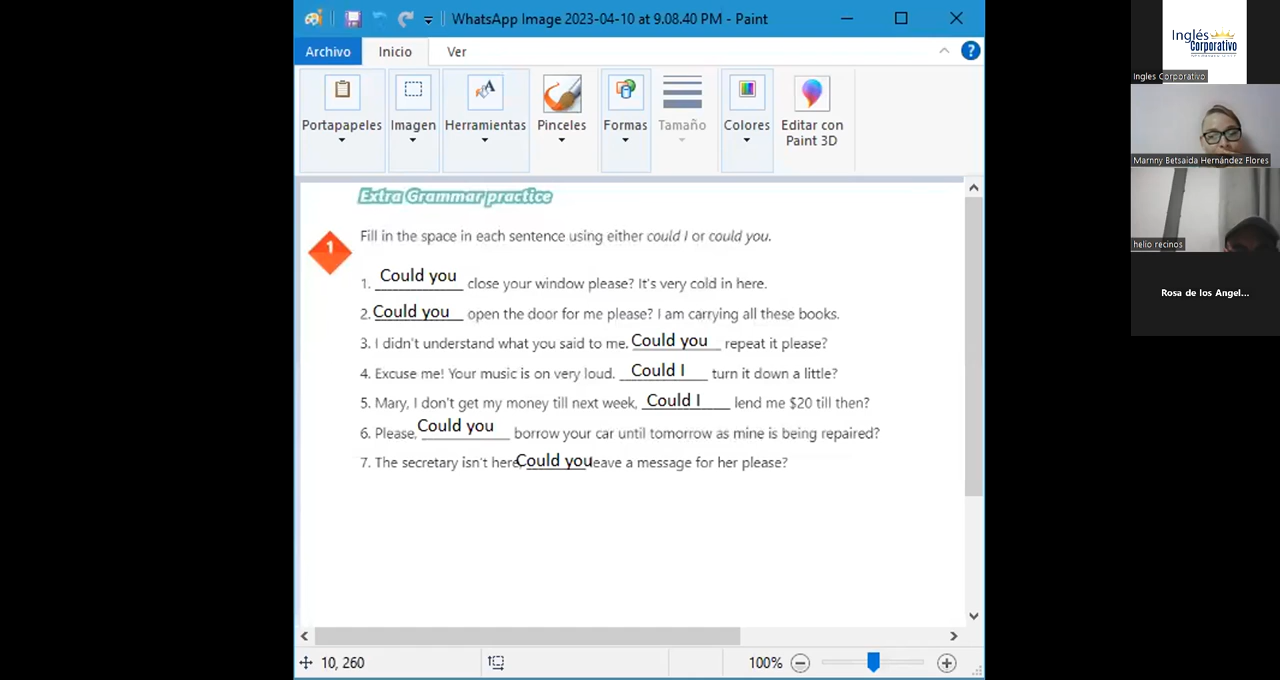 WhatsApp Image 2023-04-10 at 9.08.40 PM - Paint
Archivo Inicio Ver
Portapapeles Imagen Herramientas Pinceles Formas Tamaño Colores Editar con Paint 3D
Extra Grammar practice
1 Fill in the space in each sentence using either could I or could you.
1. Could you close your window please? It's very cold in here.
2. Could you open the door for me please? I am carrying all these books.
3. I didn't understand what you said to me. Could you repeat it please?
4. Excuse me! Your music is on very loud. Could I turn it down a little?
5. Mary, I don't get my money till next week, Could I lend me $20 till then?
6. Please, Could you borrow your car until tomorrow as mine is being repaired?
7. The secretary isn't here, Could you leave a message for her please?
10, 260 100%
Inglés Corporativo
Ingles Corporativo
Marnny Betsaida Hernández Flores
helio recinos
Rosa de los Angel...